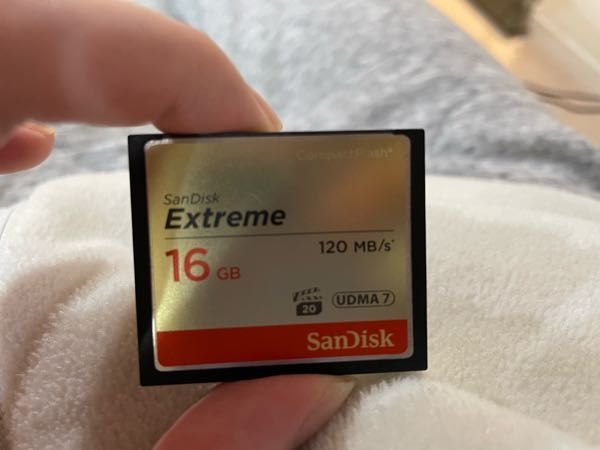 CompactFlash®
SanDisk
Extreme
120 MB/s*
16 GB
20 UDMA 7
SanDisk